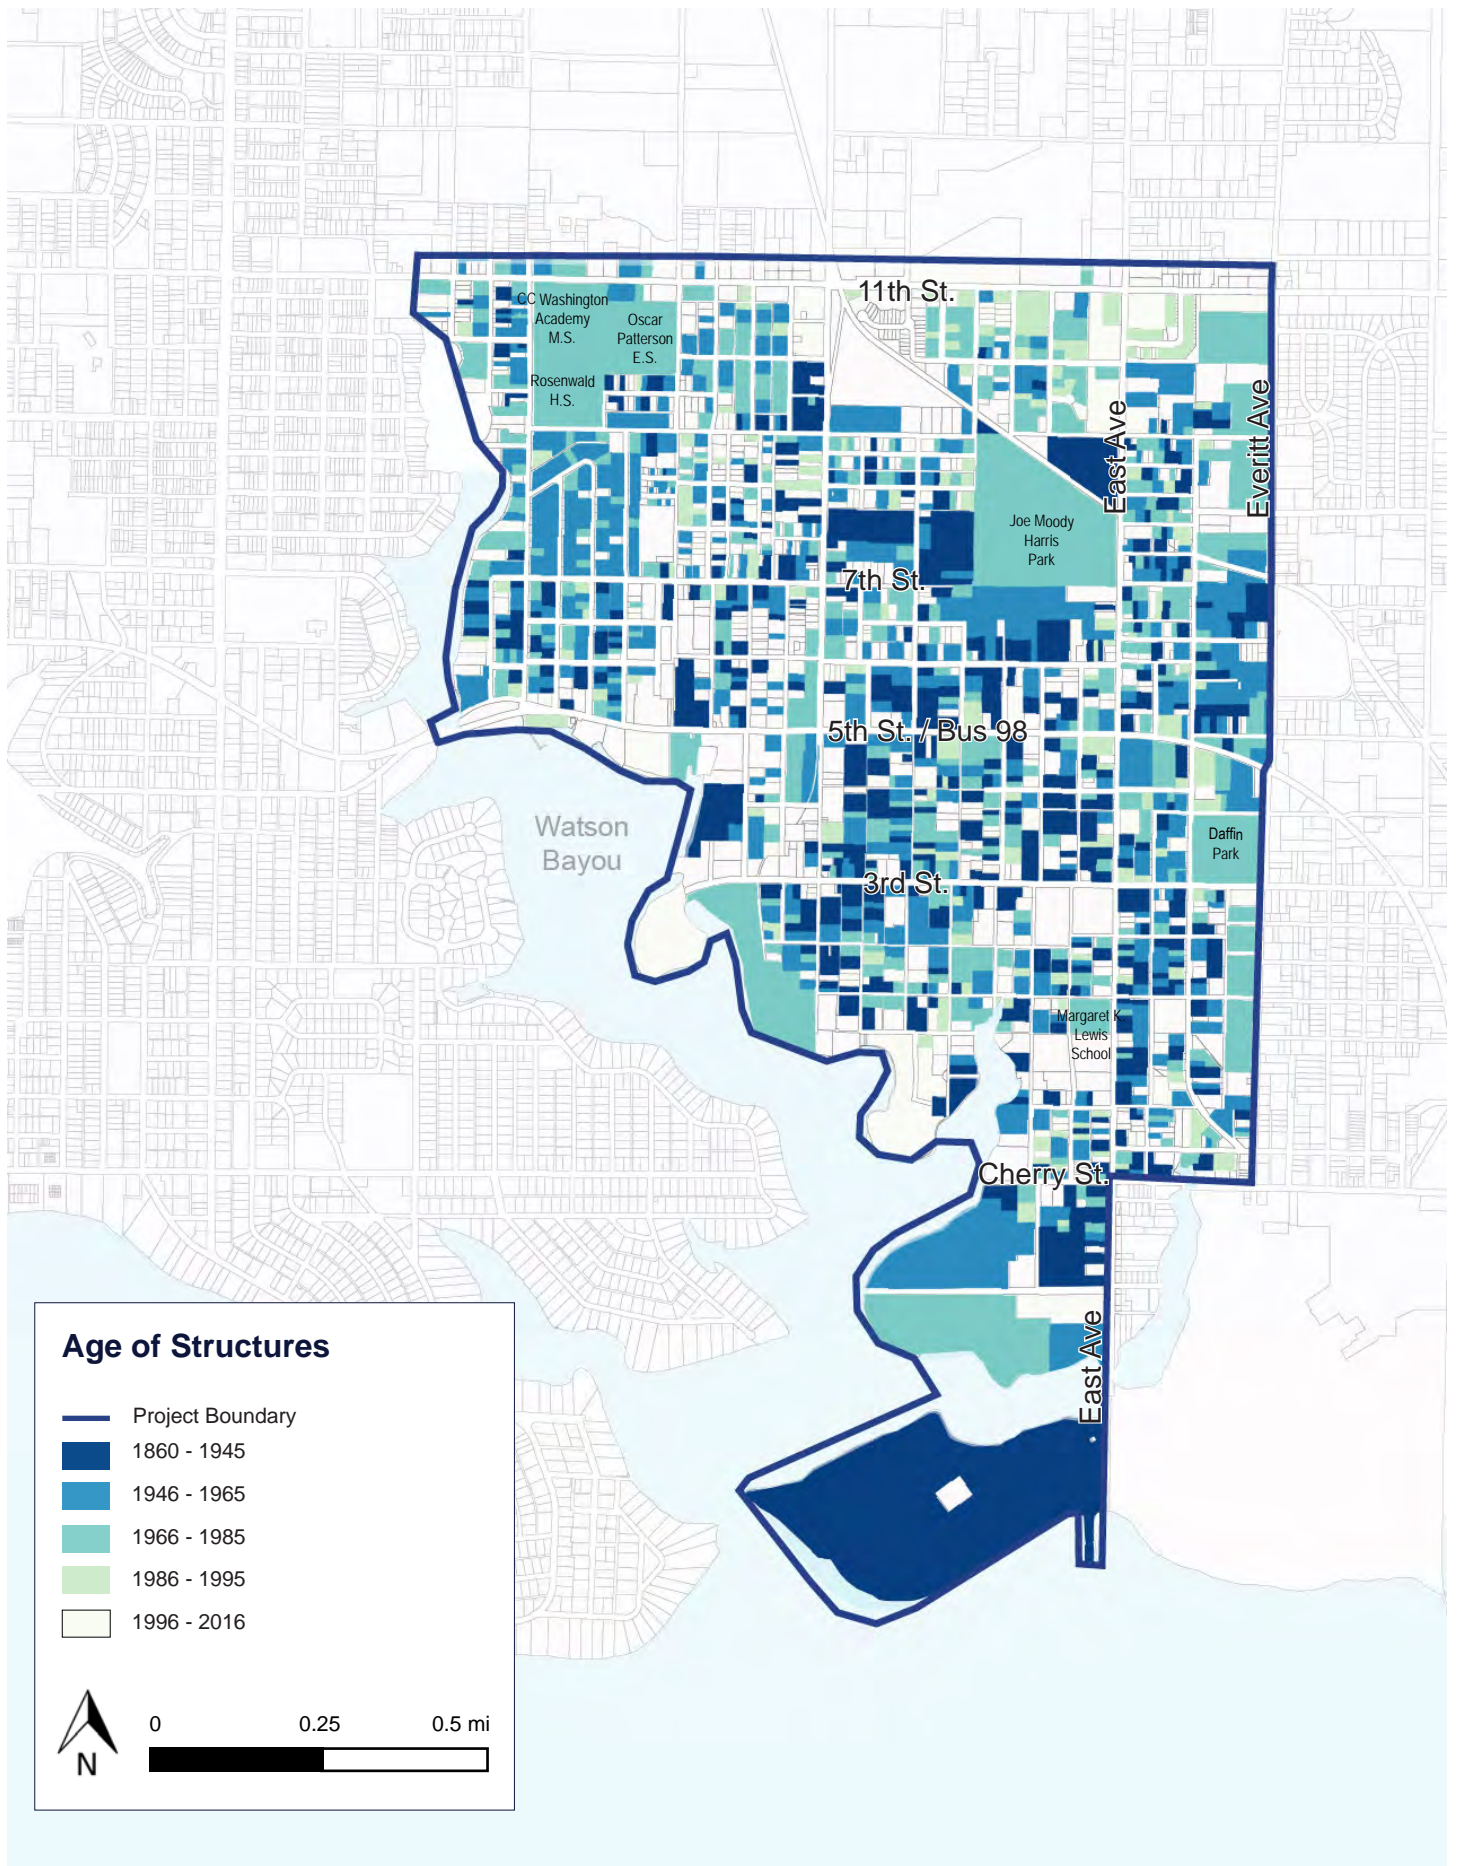 11th St.
CC Washington
Academy
M.S.
Oscar
Patterson
E.S.
Rosenwald
H.S.
East Ave
Everitt Ave
Joe Moody
Harris
Park
7th St.
5th St. / Bus 98
Watson
Bayou
Daffin
Park
3rd St.
Margaret K
Lewis
School
Cherry St.
East Ave
Age of Structures
Project Boundary
1860 - 1945
1946 - 1965
1966 - 1985
1986 - 1995
1996 - 2016
0 0.25 0.5 mi
N